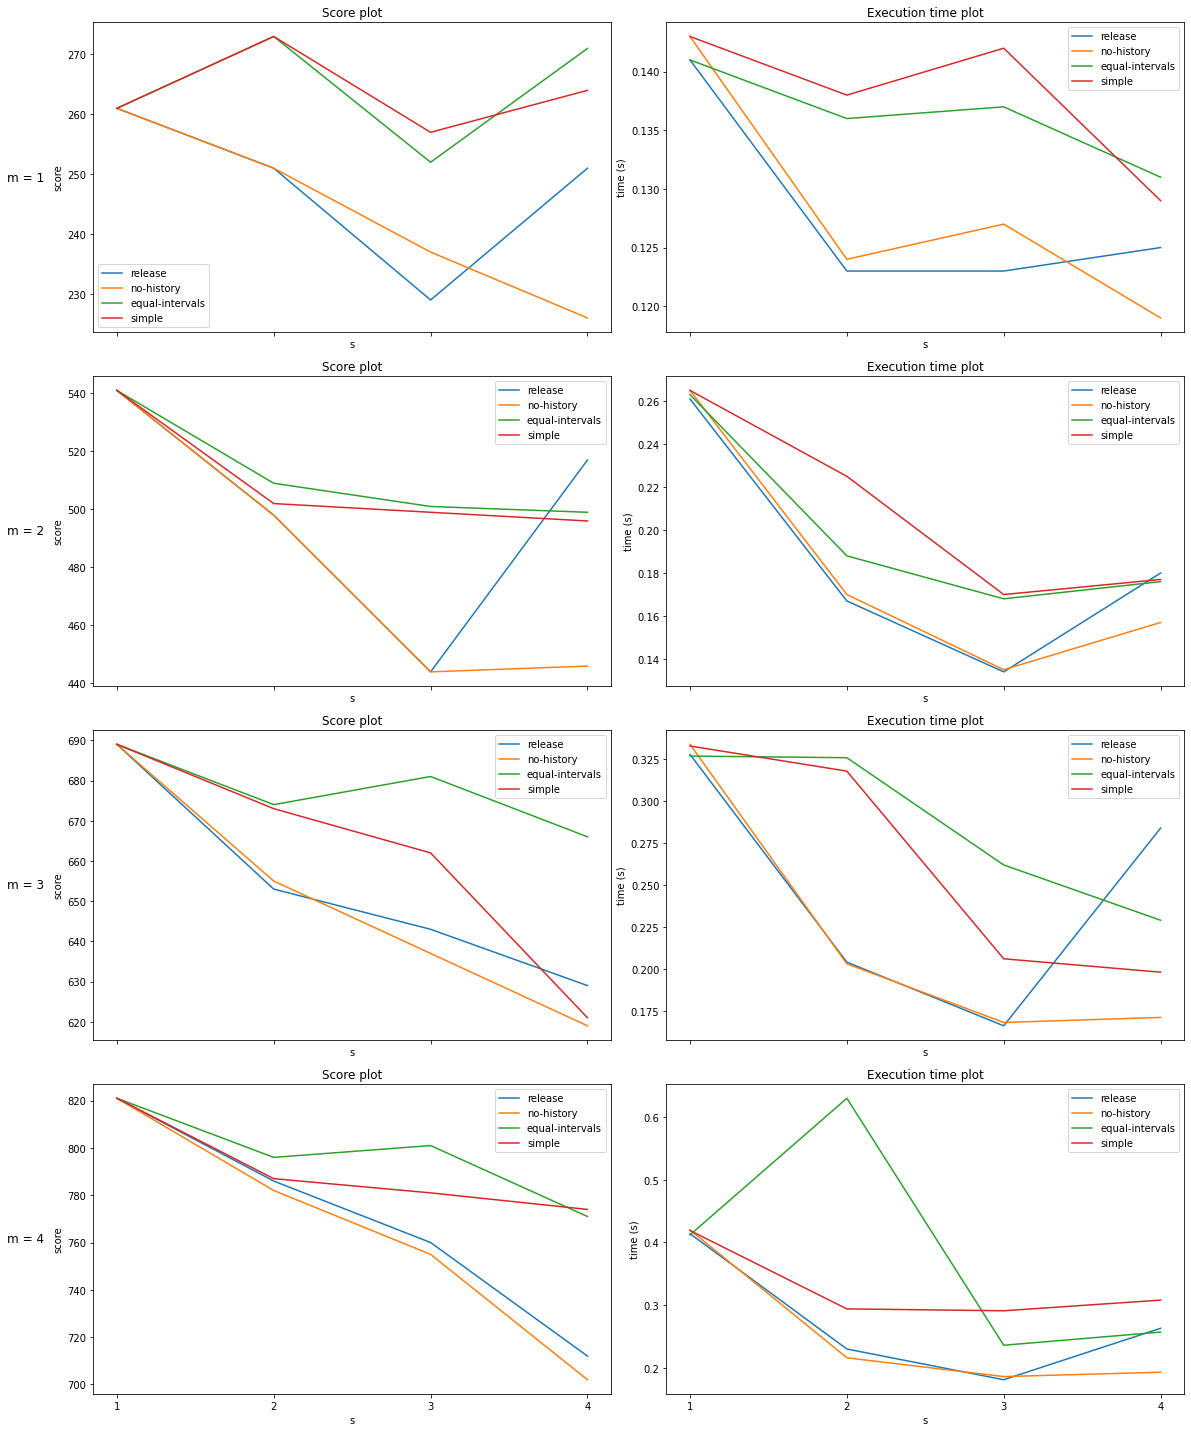 Score plot
270
260
250
240
230
score
m = 1
release
no-history
equal-intervals
simple
s
Execution time plot
0.140
0.135
0.130
0.125
0.120
time (s)
release
no-history
equal-intervals
simple
s
Score plot
540
520
500
480
460
440
score
m = 2
release
no-history
equal-intervals
simple
s
Execution time plot
0.26
0.24
0.22
0.20
0.18
0.16
0.14
time (s)
release
no-history
equal-intervals
simple
s
Score plot
690
680
670
660
650
640
630
620
score
m = 3
release
no-history
equal-intervals
simple
s
Execution time plot
0.325
0.300
0.275
0.250
0.225
0.200
0.175
time (s)
release
no-history
equal-intervals
simple
s
Score plot
820
800
780
760
740
720
700
score
m = 4
release
no-history
equal-intervals
simple
1 2 3 4
s
Execution time plot
0.6
0.5
0.4
0.3
0.2
time (s)
release
no-history
equal-intervals
simple
1 2 3 4
s